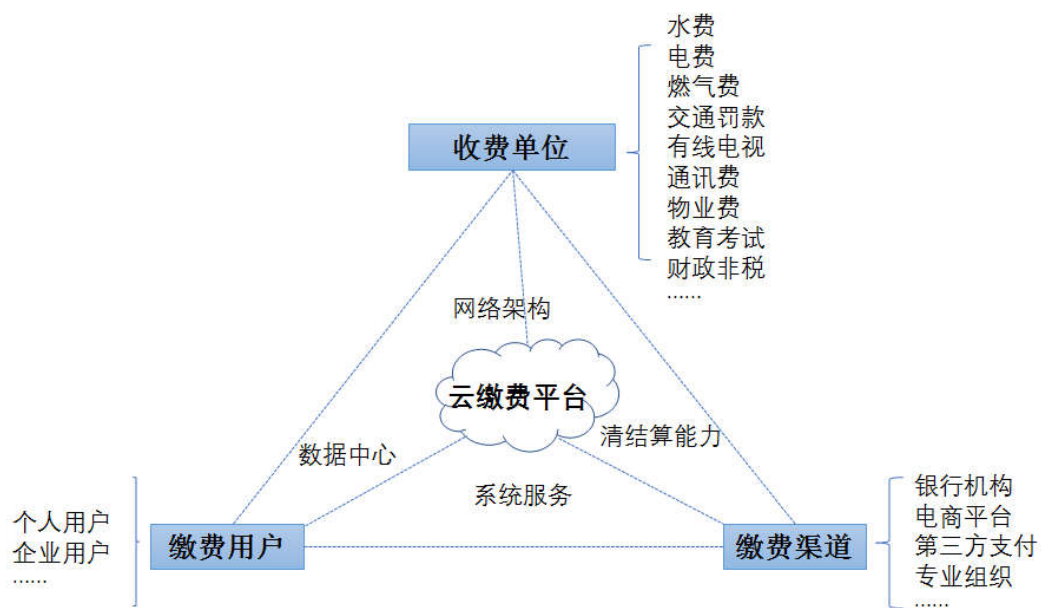 水费
电费
燃气费
交通罚款
有线电视
通讯费
物业费
教育考试
财政非税
......
收费单位
网络架构
云缴费平台
清结算能力
数据中心
系统服务
个人用户
企业用户
......
缴费用户
缴费渠道
银行机构
电商平台
第三方支付
专业组织
......